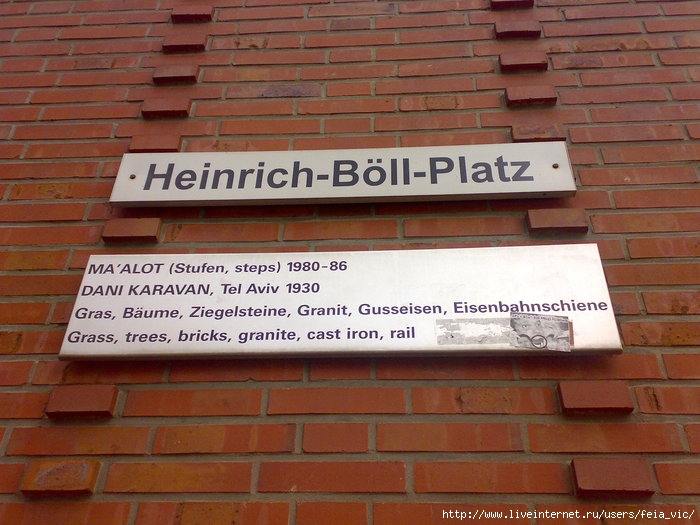 Heinrich-Böll-Platz
MA'ALOT (Stufen, steps) 1980-86
DANI KARAVAN, Tel Aviv 1930
Gras, Bäume, Ziegelsteine, Granit, Gusseisen, Eisenbahnschiene
Grass, trees, bricks, granite, cast iron, rail
http://www.liveinternet.ru/users/feia_vic/